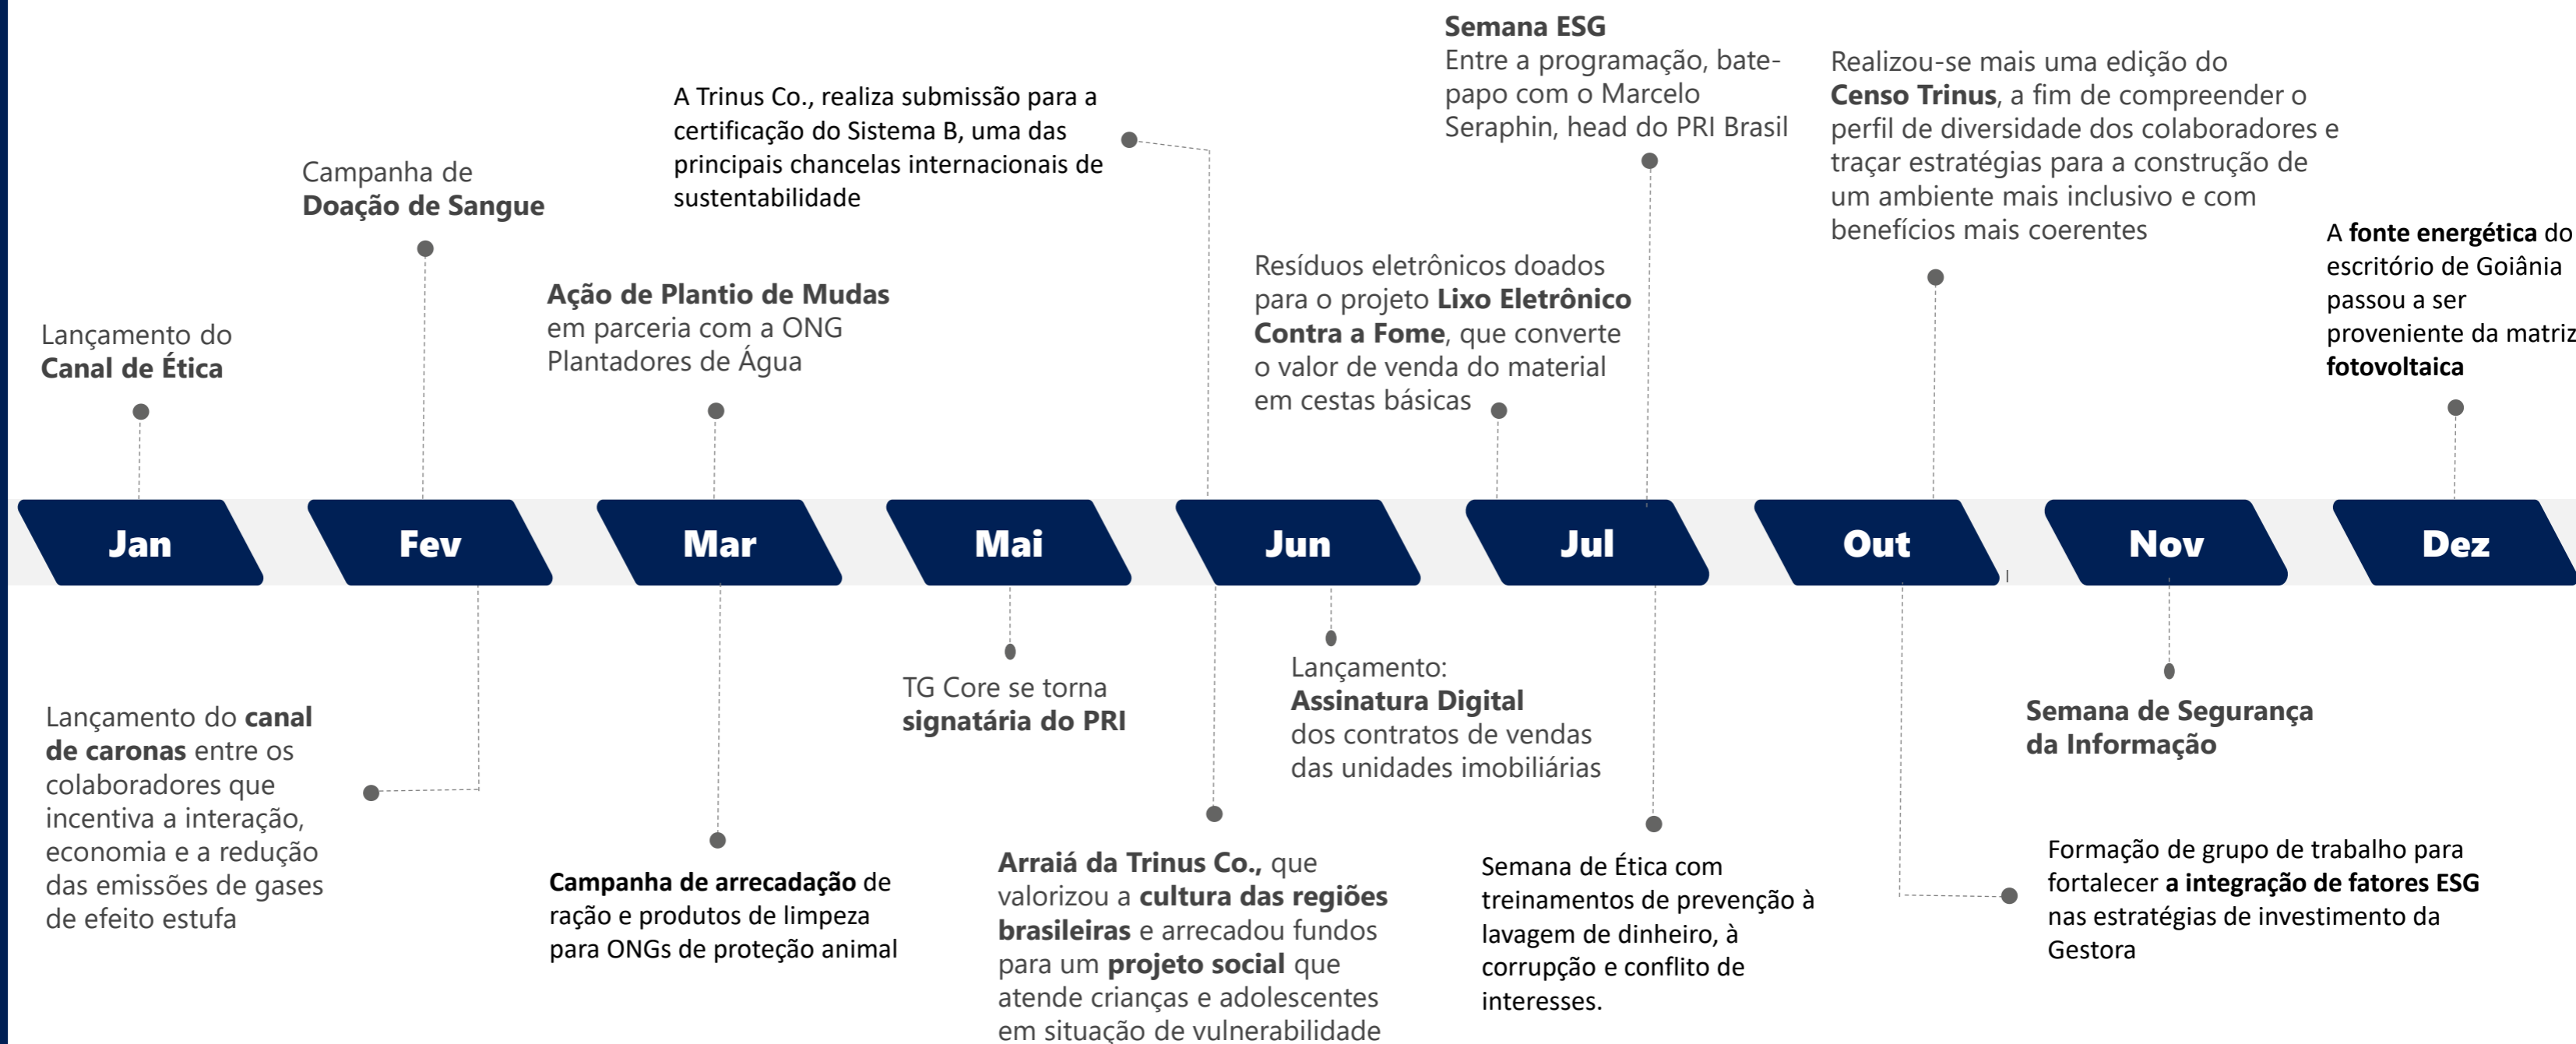 Semana ESG
Entre a programação, bate-
papo com o Marcelo
Seraphin, head do PRI Brasil
Realizou-se mais uma edição do
Censo Trinus, a fim de compreender o
perfil de diversidade dos colaboradores e
traçar estratégias para a construção de
um ambiente mais inclusivo e com
benefícios mais coerentes
A Trinus Co., realiza submissão para a
certificação do Sistema B, uma das
principais chancelas internacionais de
sustentabilidade
Campanha de
Doação de Sangue
A fonte energética do
escritório de Goiânia
passou a ser
proveniente da matriz
fotovoltaica
Resíduos eletrônicos doados
para o projeto Lixo Eletrônico
Contra a Fome, que converte
o valor de venda do material
em cestas básicas
Ação de Plantio de Mudas
em parceria com a ONG
Plantadores de Água
Lançamento do
Canal de Ética
Jan
Fev
Mar
Mai
Jun
Jul
Out
Nov
Dez
Lançamento do canal
de caronas entre os
colaboradores que
incentiva a interação,
economia e a redução
das emissões de gases
de efeito estufa
Campanha de arrecadação de
ração e produtos de limpeza
para ONGs de proteção animal
TG Core se torna
signatária do PRI
Arraiá da Trinus Co., que
valorizou a cultura das regiões
brasileiras e arrecadou fundos
para um projeto social que
atende crianças e adolescentes
em situação de vulnerabilidade
Lançamento:
Assinatura Digital
dos contratos de vendas
das unidades imobiliárias
Semana de Ética com
treinamentos de prevenção à
lavagem de dinheiro, à
corrupção e conflito de
interesses.
Semana de Segurança
da Informação
Formação de grupo de trabalho para
fortalecer a integração de fatores ESG
nas estratégias de investimento da
Gestora